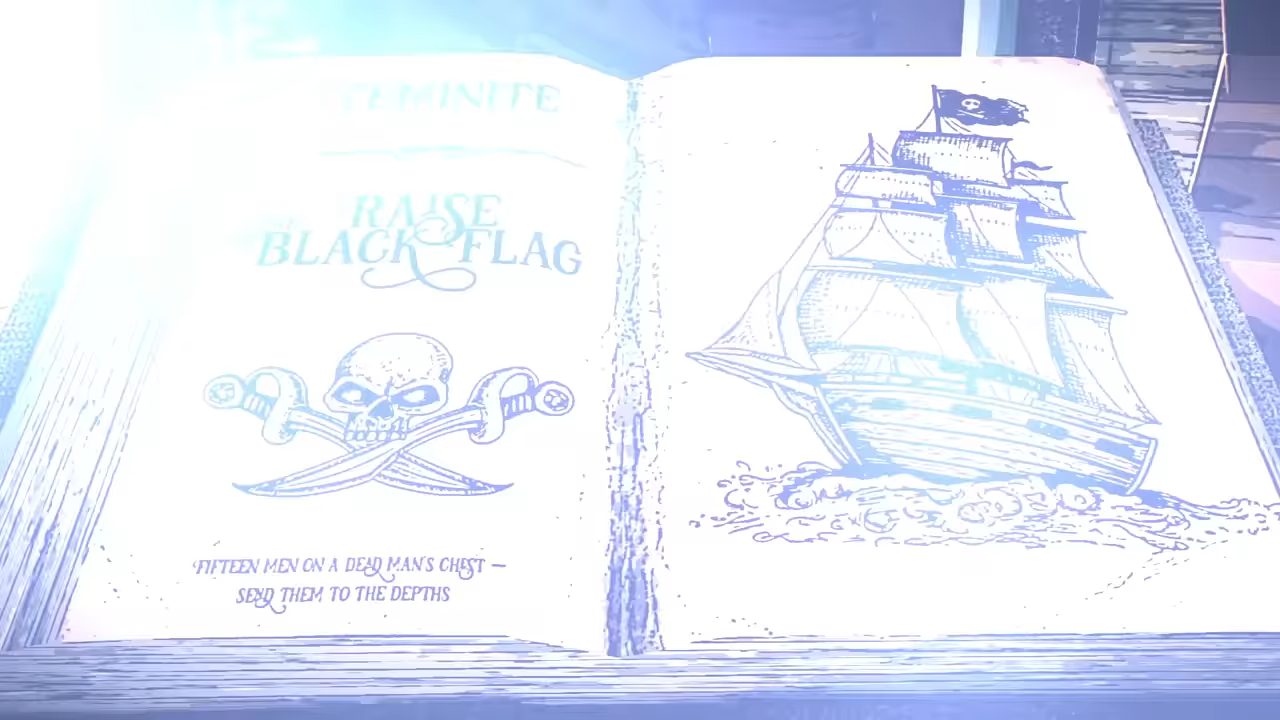 RAISE
BLACK FLAG
FIFTEEN MEN ON A DEAD MAN'S CHEST —
SEND THEM TO THE DEPTHS